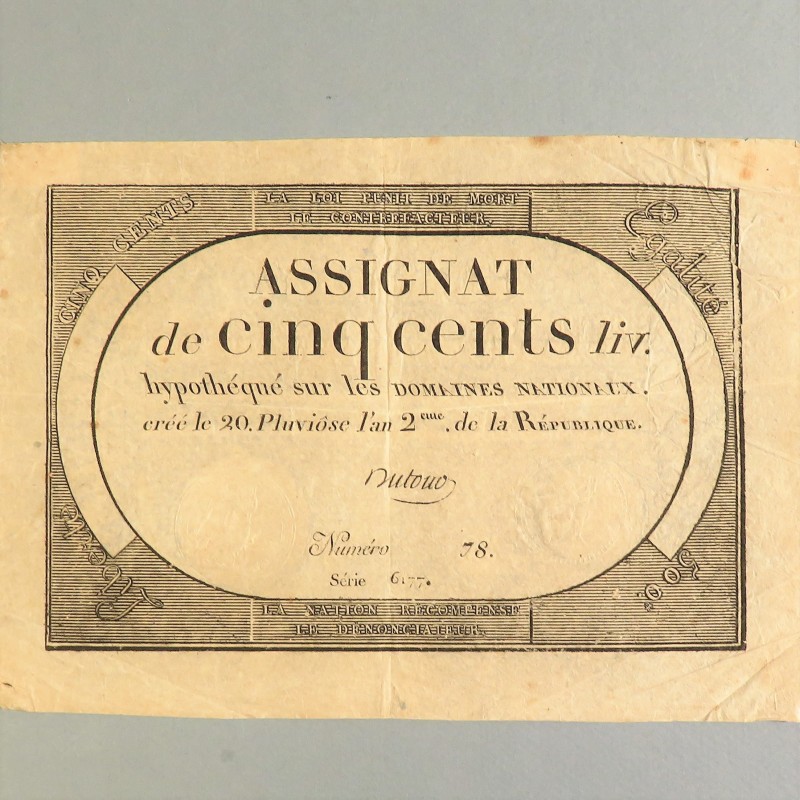 LA LOI PUNIT DE MORT
LE CONTREFACTEUR.
CINQ CENTS
Egalité
ASSIGNAT
de cinq cents liv.
hypothéqué sur les DOMAINES NATIONAUX.
créé le 20. Pluviôse l'an 2eme. de la RÉPUBLIQUE.
Numéro 78.
Série 6177.
Liberté
500#
LA NATION RÉCOMPENSE
LE DÉNONCIATEUR.